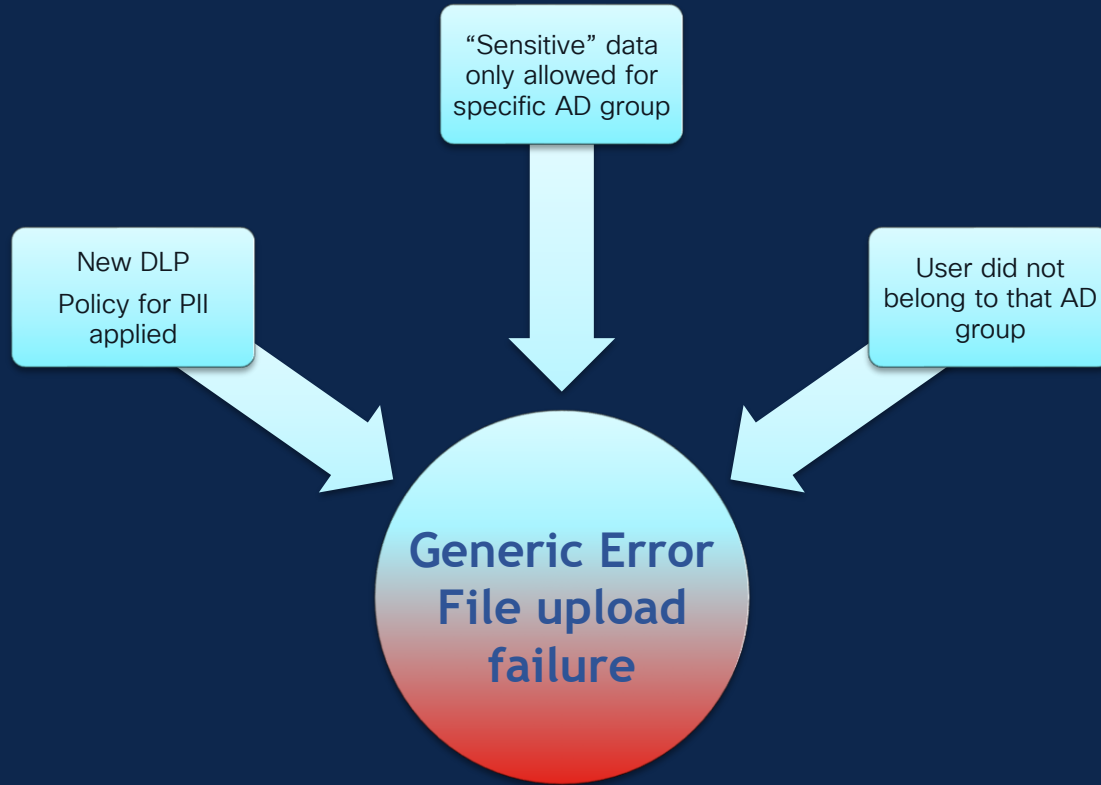 “Sensitive” data
only allowed for
specific AD group
New DLP
Policy for PII
applied
User did not
belong to that AD
group
Generic Error
File upload
failure